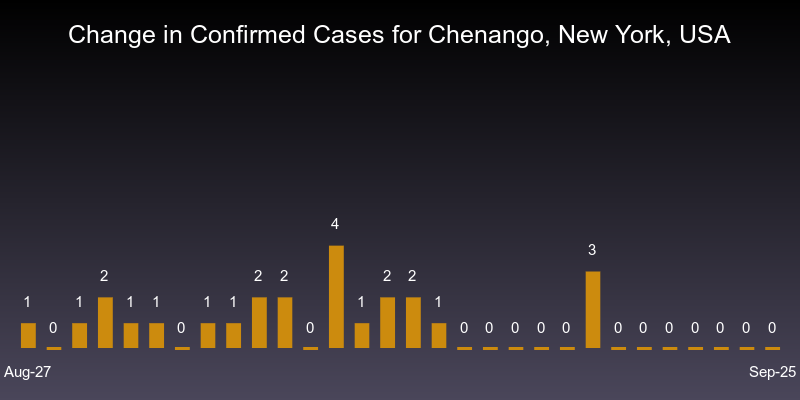 Change in Confirmed Cases for Chenango, New York, USA
1 0 1 2 1 1 0 1 1 2 2 0 4 1 2 2 1 0 0 0 0 0 3 0 0 0 0 0 0 0
Aug-27 Sep-25